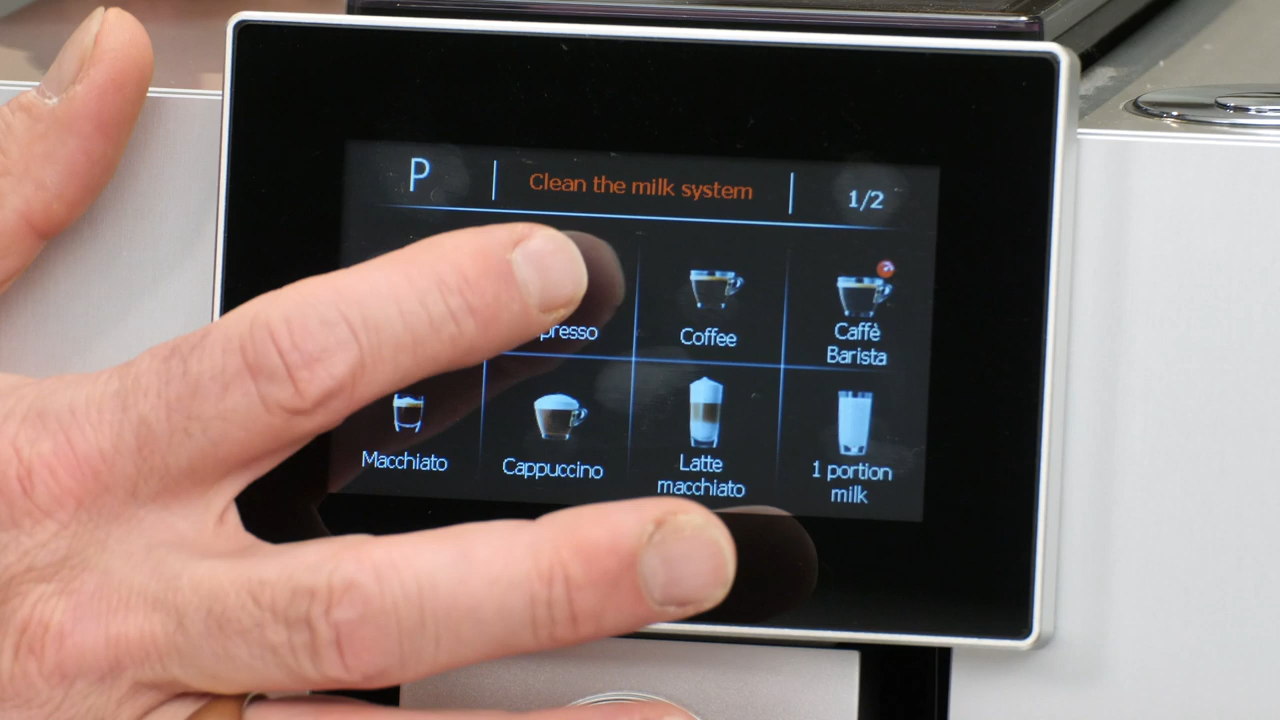 P
Clean the milk system
1/2
presso
Coffee
Caffè
Barista
Macchiato
Cappuccino
Latte
macchiato
1 portion
milk